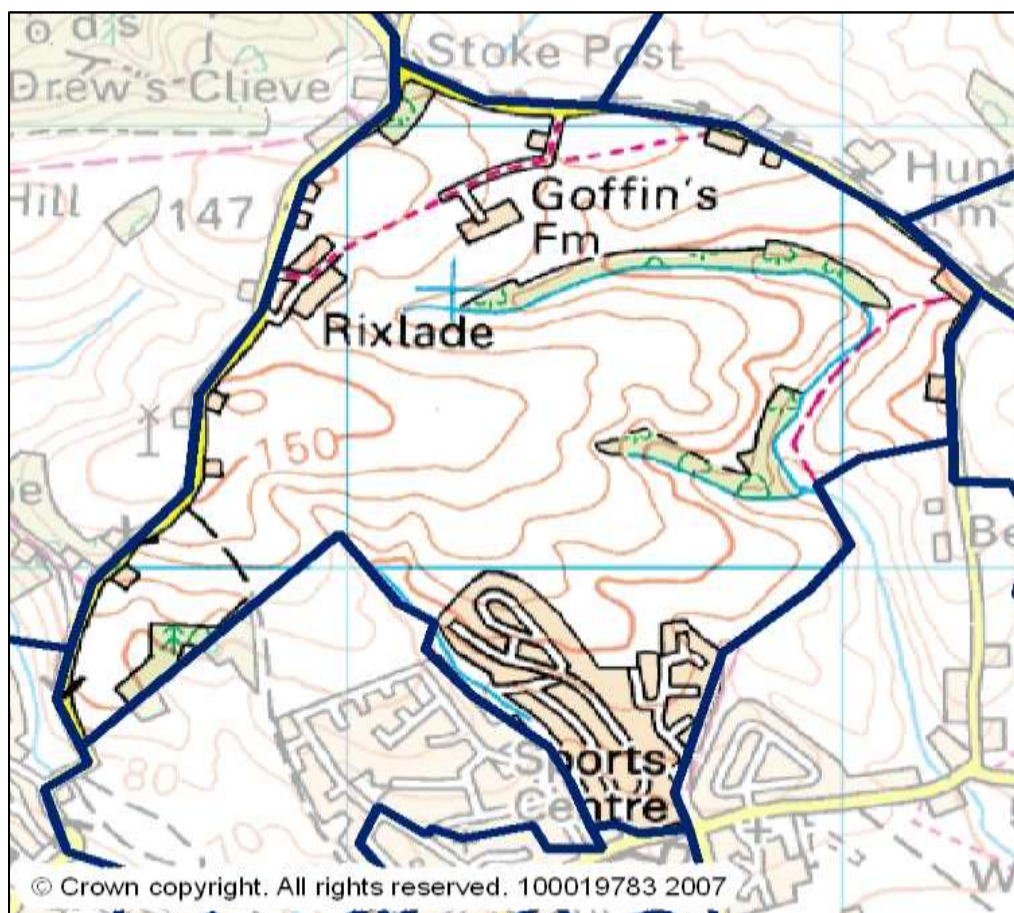 Stoke Post
Drew's Clieve
Hill
147
Hunt
Fm
Goffin's
Fm
Rixlade
150
Be
Sports
Centre
80
70
W
© Crown copyright. All rights reserved. 100019783 2007